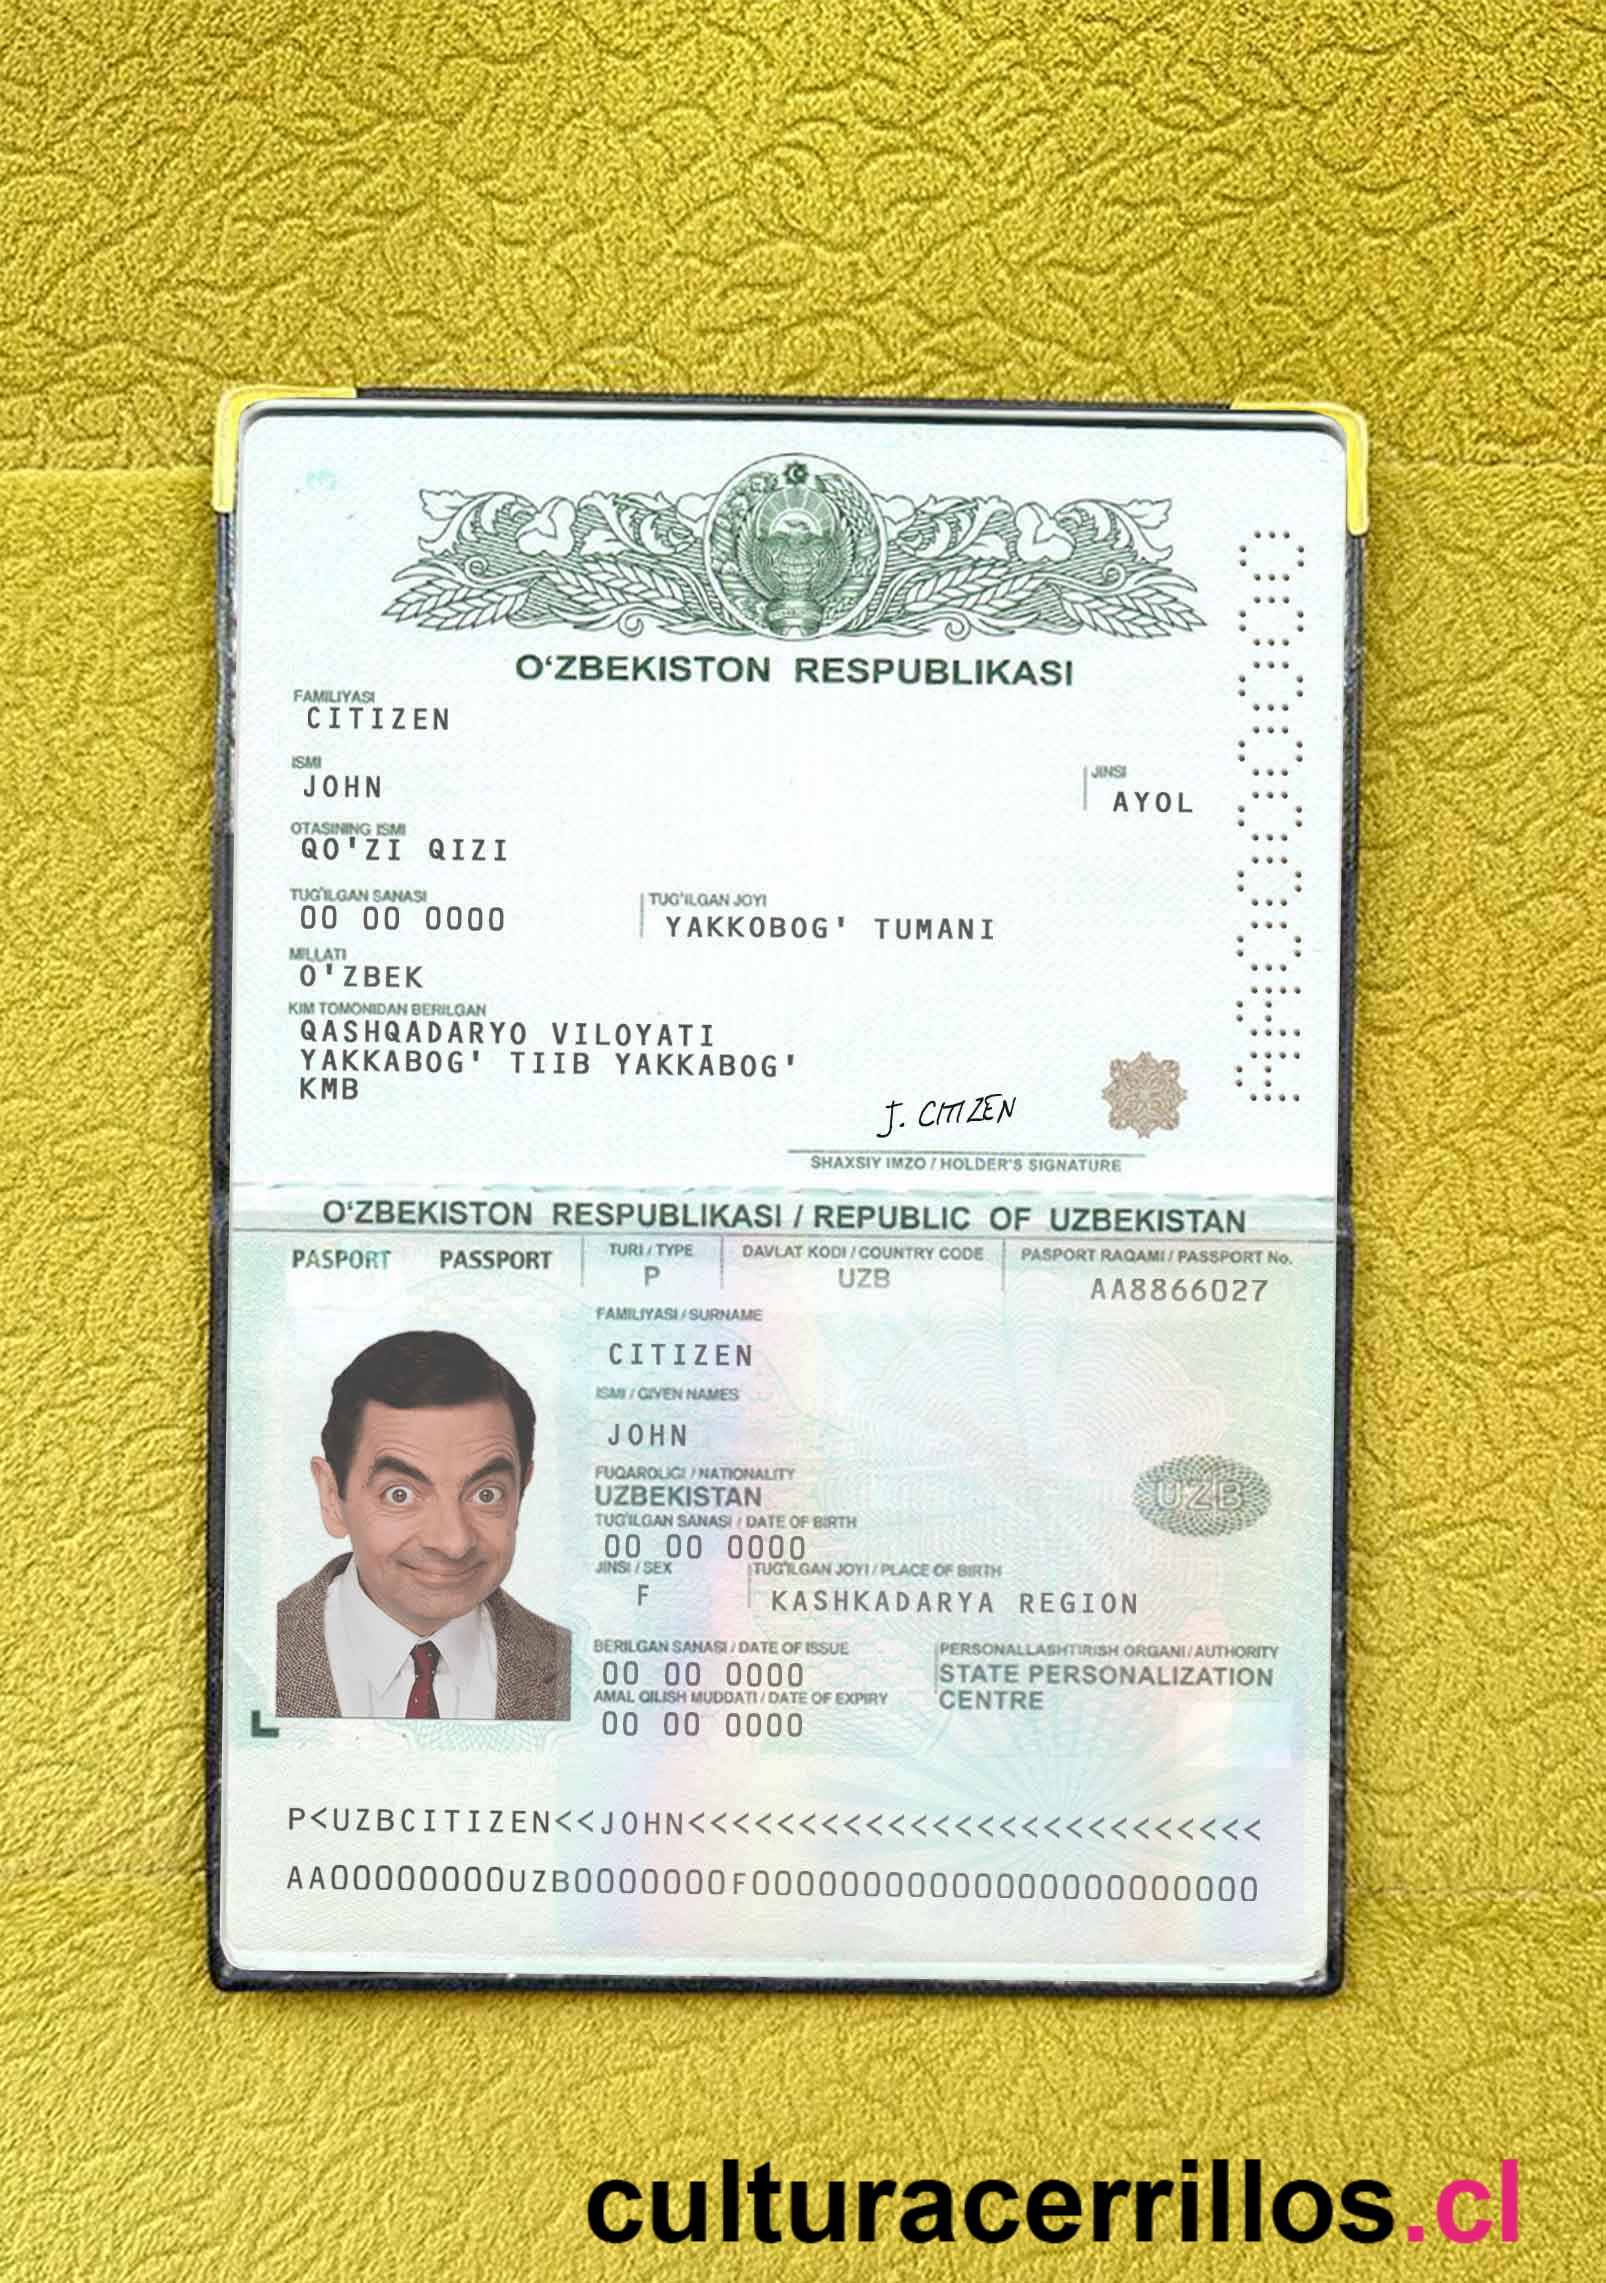 O‘ZBEKISTON RESPUBLIKASI
FAMILIYASI
CITIZEN
ISMI
JOHN
JINSI
AYOL
OTASINING ISMI
QO'ZI QIZI
TUG‘ILGAN SANASI
00 00 0000
TUG‘ILGAN JOYI
YAKKOBOG' TUMANI
MILLATI
O'ZBEK
KIM TOMONIDAN BERILGAN
QASHQADARYO VILOYATI
YAKKABOG' TIIB YAKKABOG'
KMB
J. CITIZEN
SHAXSIY IMZO / HOLDER'S SIGNATURE
O‘ZBEKISTON RESPUBLIKASI / REPUBLIC OF UZBEKISTAN
PASPORT PASSPORT
TURI / TYPE
P
DAVLAT KODI / COUNTRY CODE
UZB
PASPORT RAQAMI / PASSPORT No.
AA8866027
FAMILIYASI / SURNAME
CITIZEN
ISMI / GIVEN NAMES
JOHN
FUQAROLIGI / NATIONALITY
UZBEKISTAN
UZB
TUG‘ILGAN SANASI / DATE OF BIRTH
00 00 0000
JINSI / SEX
F
TUG‘ILGAN JOYI / PLACE OF BIRTH
KASHKADARYA REGION
BERILGAN SANASI / DATE OF ISSUE
00 00 0000
PERSONALLASHTIRISH ORGANI / AUTHORITY
STATE PERSONALIZATION
CENTRE
AMAL QILISH MUDDATI / DATE OF EXPIRY
00 00 0000
P<UZBCITIZEN<<JOHN<<<<<<<<<<<<<<<<<<<<<<<<<<
AA00000000UZB0000000F00000000000000000000000
culturacerrillos.cl